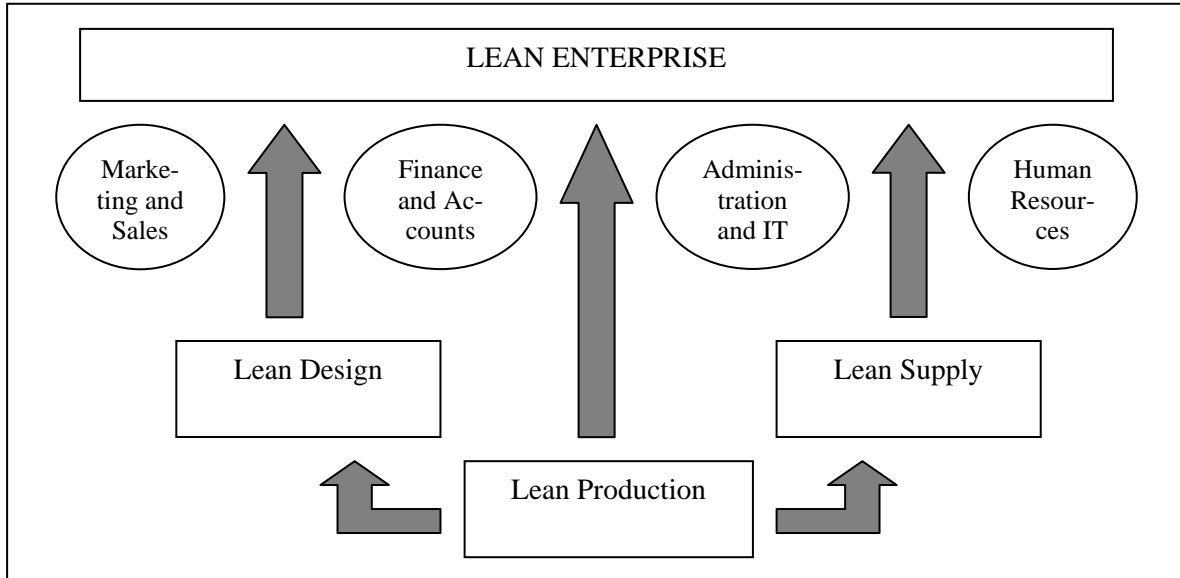 LEAN ENTERPRISE
Marke-
ting and
Sales
Finance
and Ac-
counts
Adminis-
tration
and IT
Human
Resour-
ces
Lean Design
Lean Supply
Lean Production